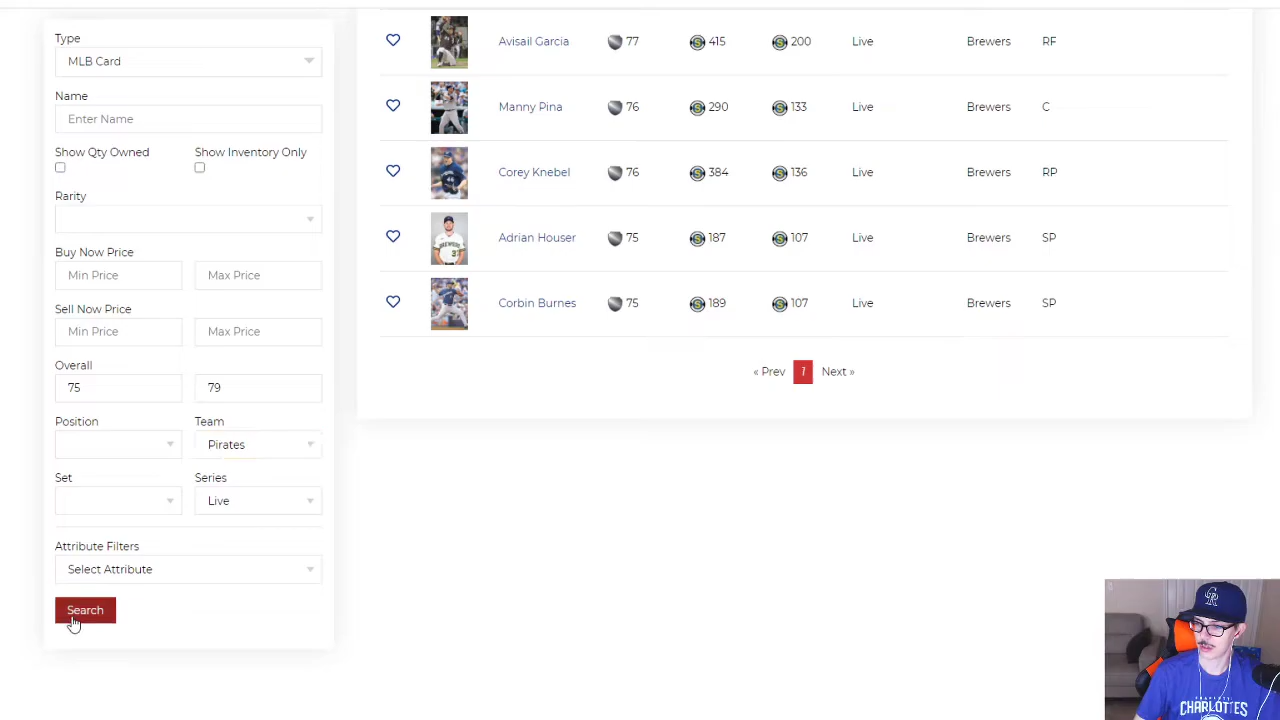 Type
MLB Card
Name
Enter Name
Show Qty Owned Show Inventory Only
Rarity
Buy Now Price
Min Price Max Price
Sell Now Price
Min Price Max Price
Overall
75 79
Position Team
Pirates
Set Series
Live
Attribute Filters
Select Attribute
Search
Avisail Garcia 77 S 415 S 200 Live Brewers RF
Manny Pina 76 S 290 S 133 Live Brewers C
Corey Knebel 76 S 384 S 136 Live Brewers RP
Adrian Houser 75 S 187 S 107 Live Brewers SP
Corbin Burnes 75 S 189 S 107 Live Brewers SP
« Prev 1 Next »
CR
CHARLOTTES